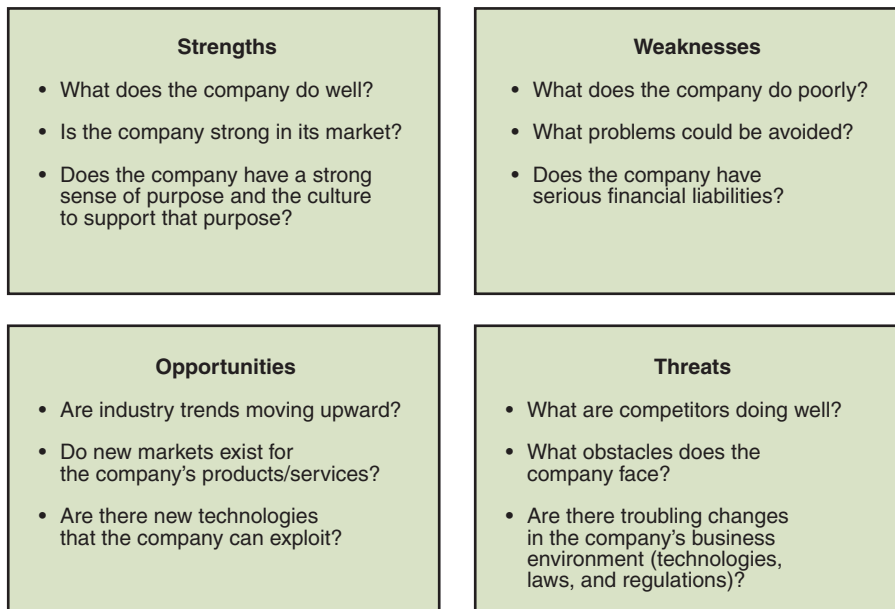 Strengths
• What does the company do well?
• Is the company strong in its market?
• Does the company have a strong
sense of purpose and the culture
to support that purpose?
Weaknesses
• What does the company do poorly?
• What problems could be avoided?
• Does the company have
serious financial liabilities?
Opportunities
• Are industry trends moving upward?
• Do new markets exist for
the company’s products/services?
• Are there new technologies
that the company can exploit?
Threats
• What are competitors doing well?
• What obstacles does the
company face?
• Are there troubling changes
in the company’s business
environment (technologies,
laws, and regulations)?